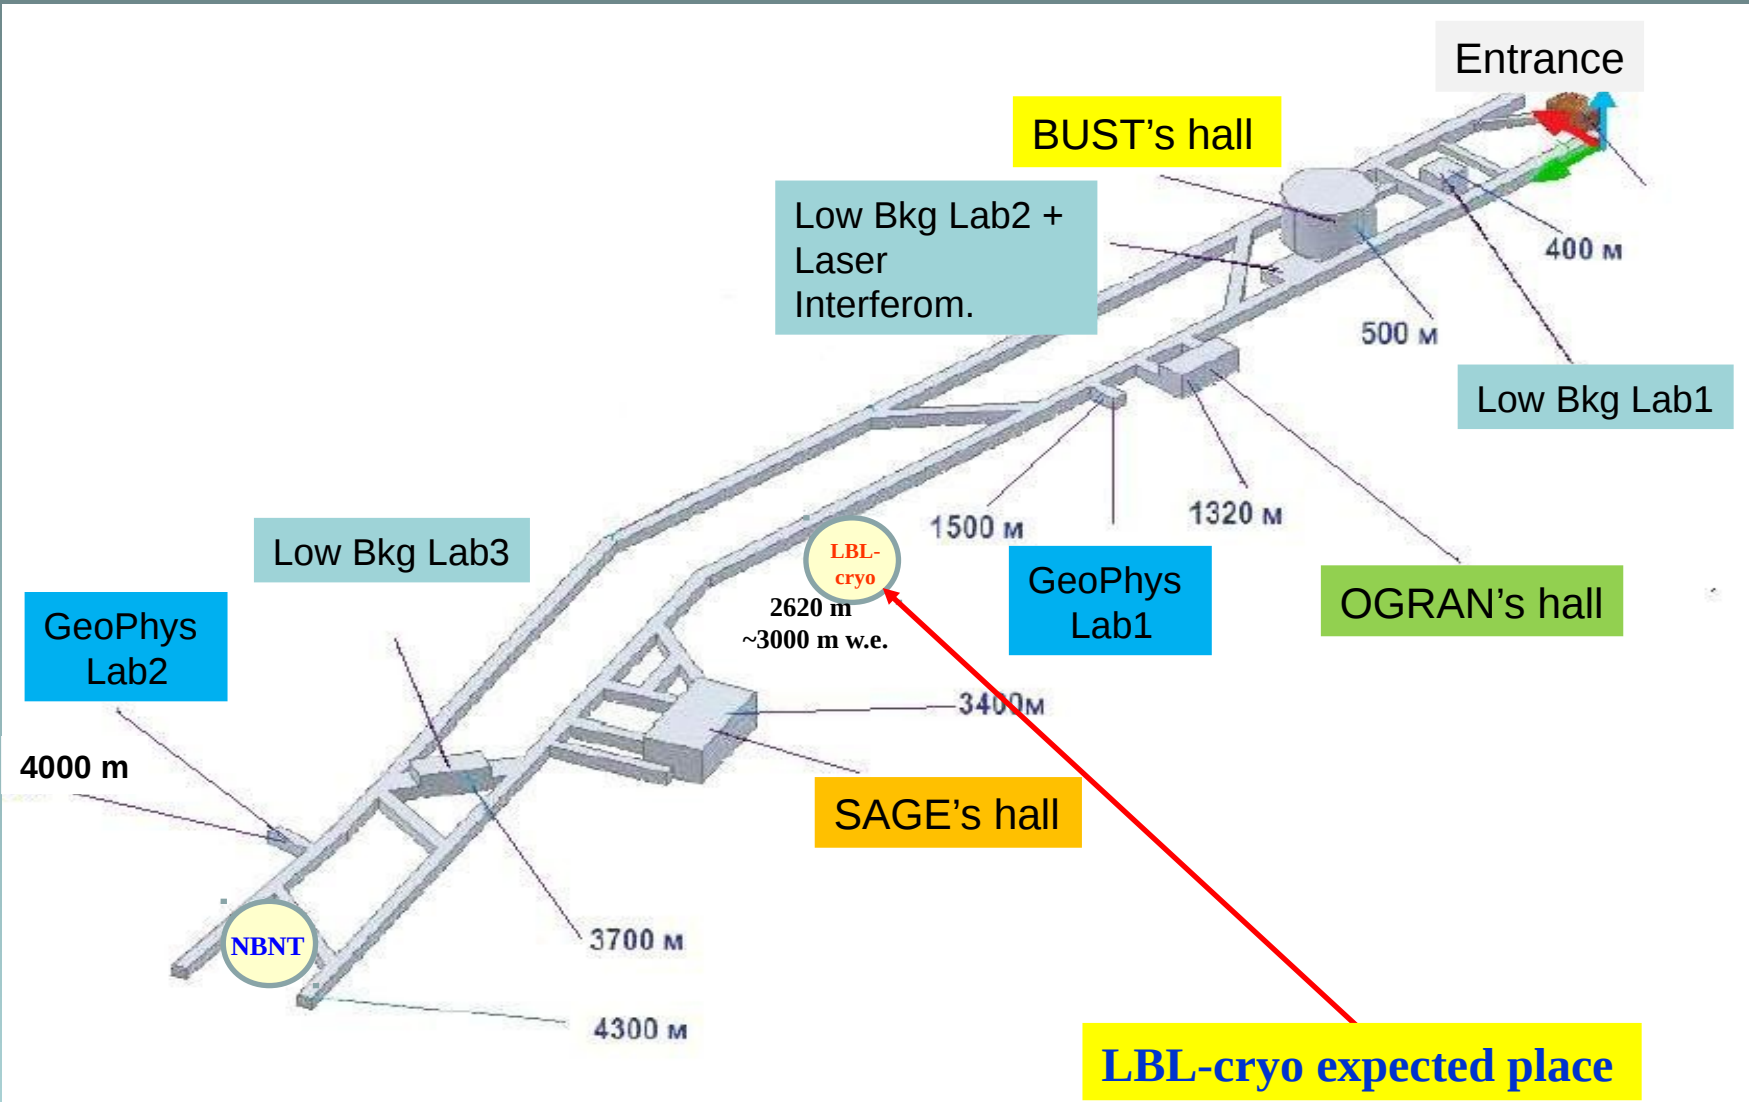 Entrance
BUST’s hall
Low Bkg Lab2 +
Laser
Interferom.
400 м
500 м
Low Bkg Lab1
1500 м
1320 м
LBL-
cryo
2620 m
~3000 m w.e.
Low Bkg Lab3
GeoPhys
Lab1
OGRAN’s hall
GeoPhys
Lab2
3400м
4000 m
SAGE’s hall
NBNT
3700 м
4300 м
LBL-cryo expected place